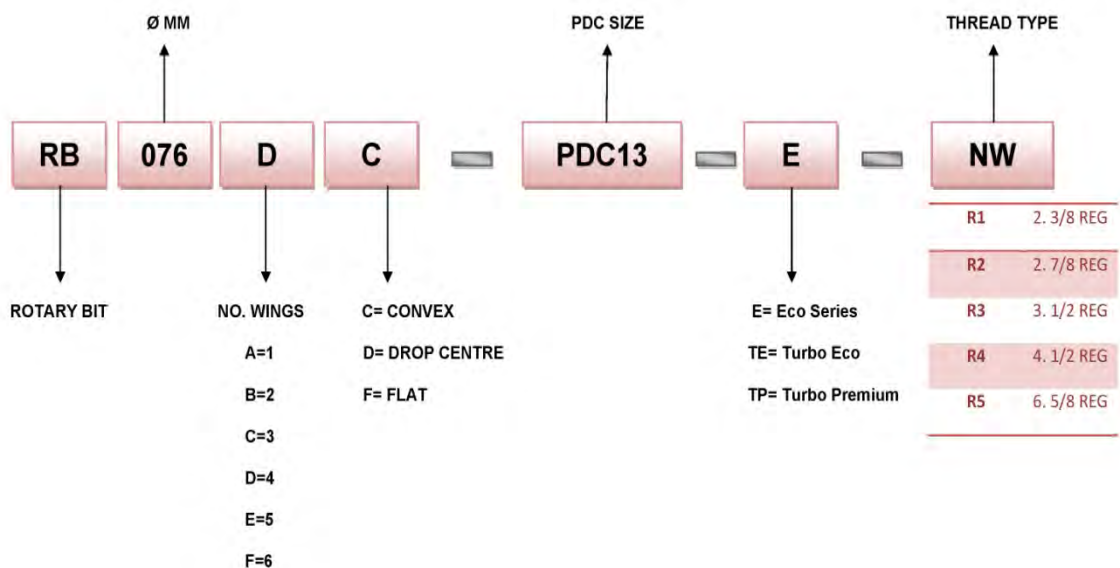 Ø MM PDC SIZE THREAD TYPE
RB 076 D C PDC13 E NW
R1 2. 3/8 REG
R2 2. 7/8 REG
ROTARY BIT NO. WINGS C= CONVEX E= Eco Series R3 3. 1/2 REG
A=1 D= DROP CENTRE TE= Turbo Eco R4 4. 1/2 REG
B=2 F= FLAT TP= Turbo Premium R5 6. 5/8 REG
C=3
D=4
E=5
F=6